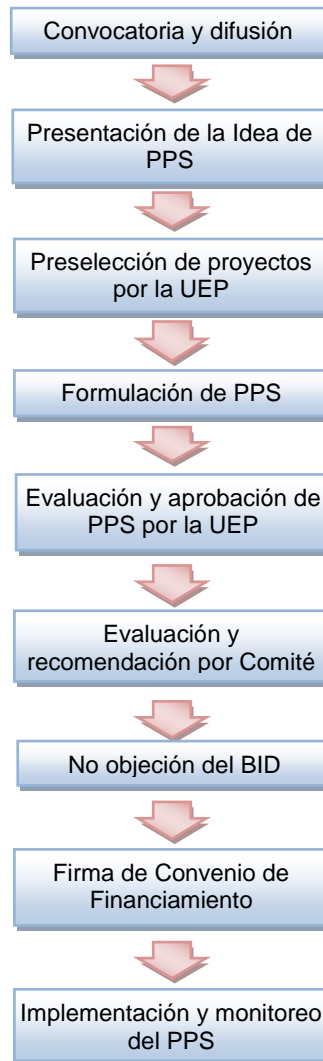 Convocatoria y difusión
Presentación de la Idea de
PPS
Preselección de proyectos
por la UEP
Formulación de PPS
Evaluación y aprobación de
PPS por la UEP
Evaluación y
recomendación por Comité
No objeción del BID
Firma de Convenio de
Financiamiento
Implementación y monitoreo
del PPS